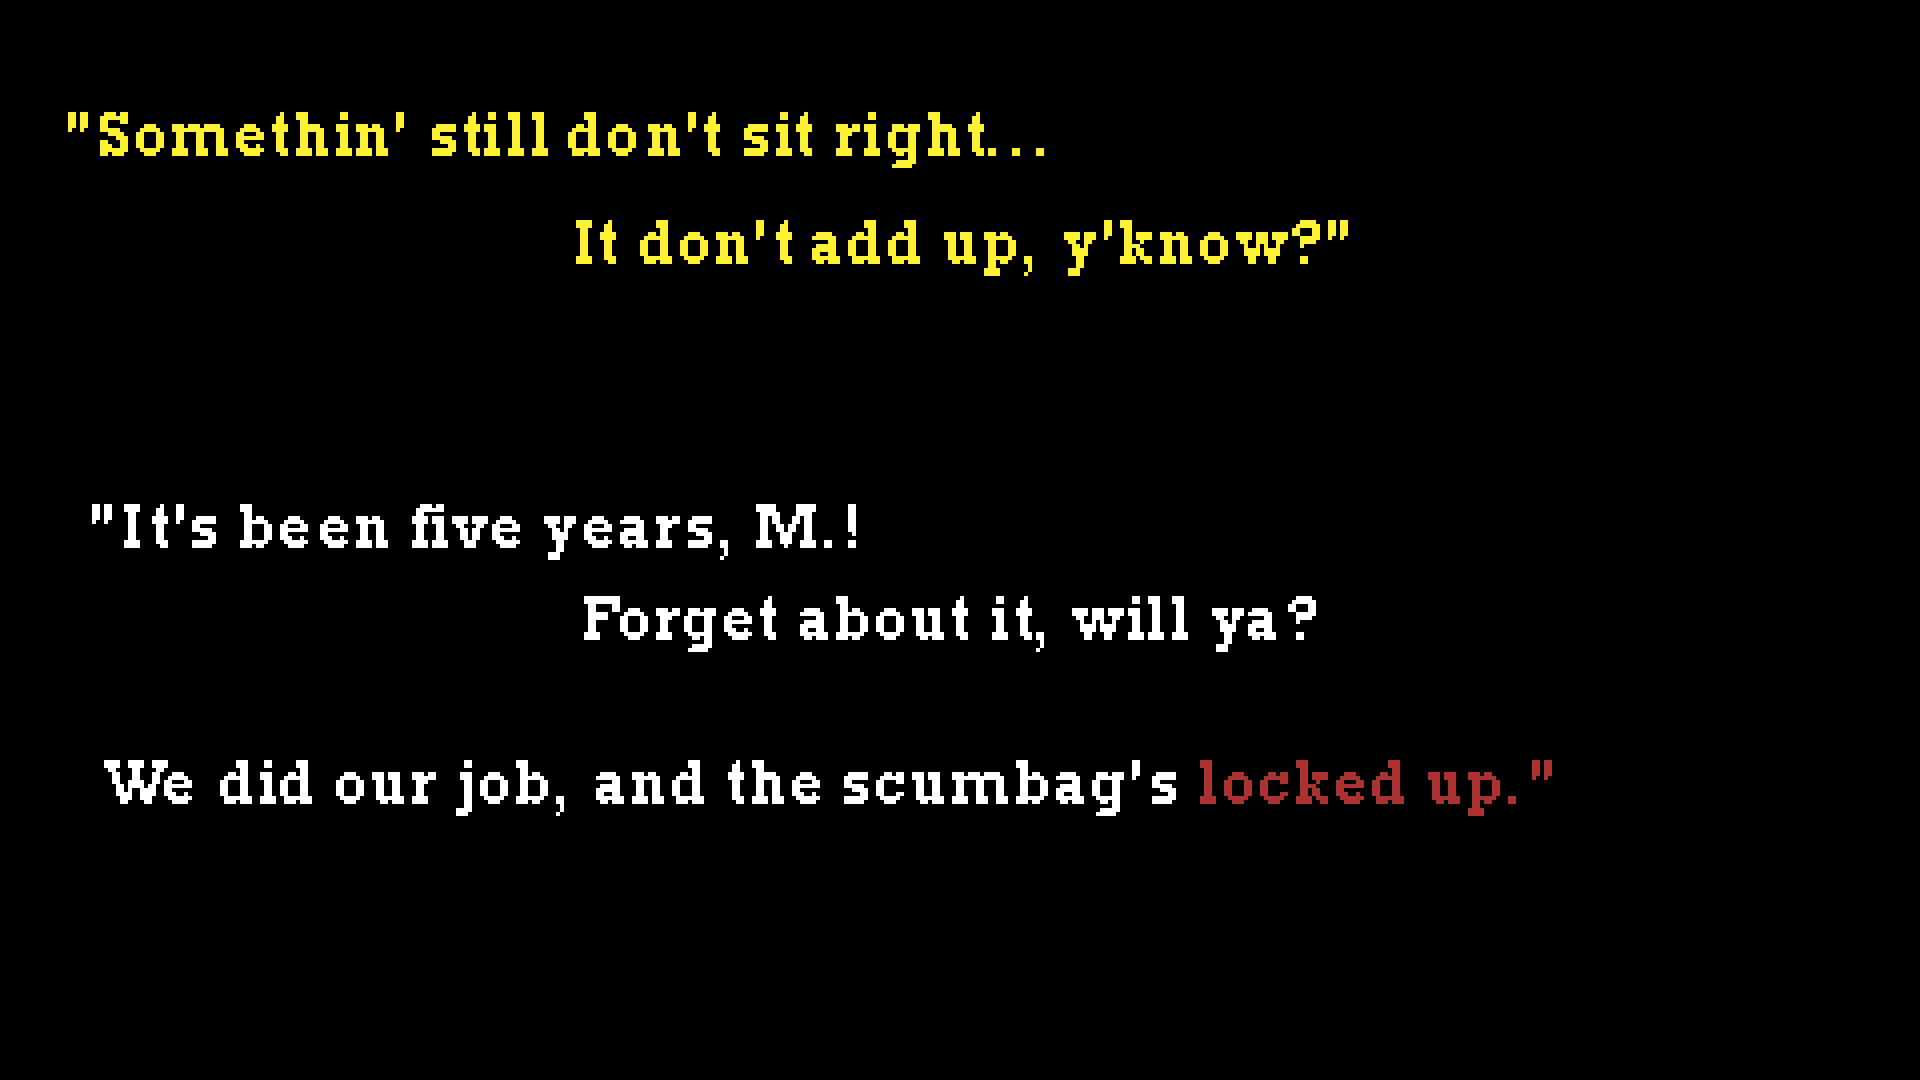 "Somethin' still don't sit right...
It don't add up, y'know?"
"It's been five years, M.!
Forget about it, will ya?
We did our job, and the scumbag's locked up."